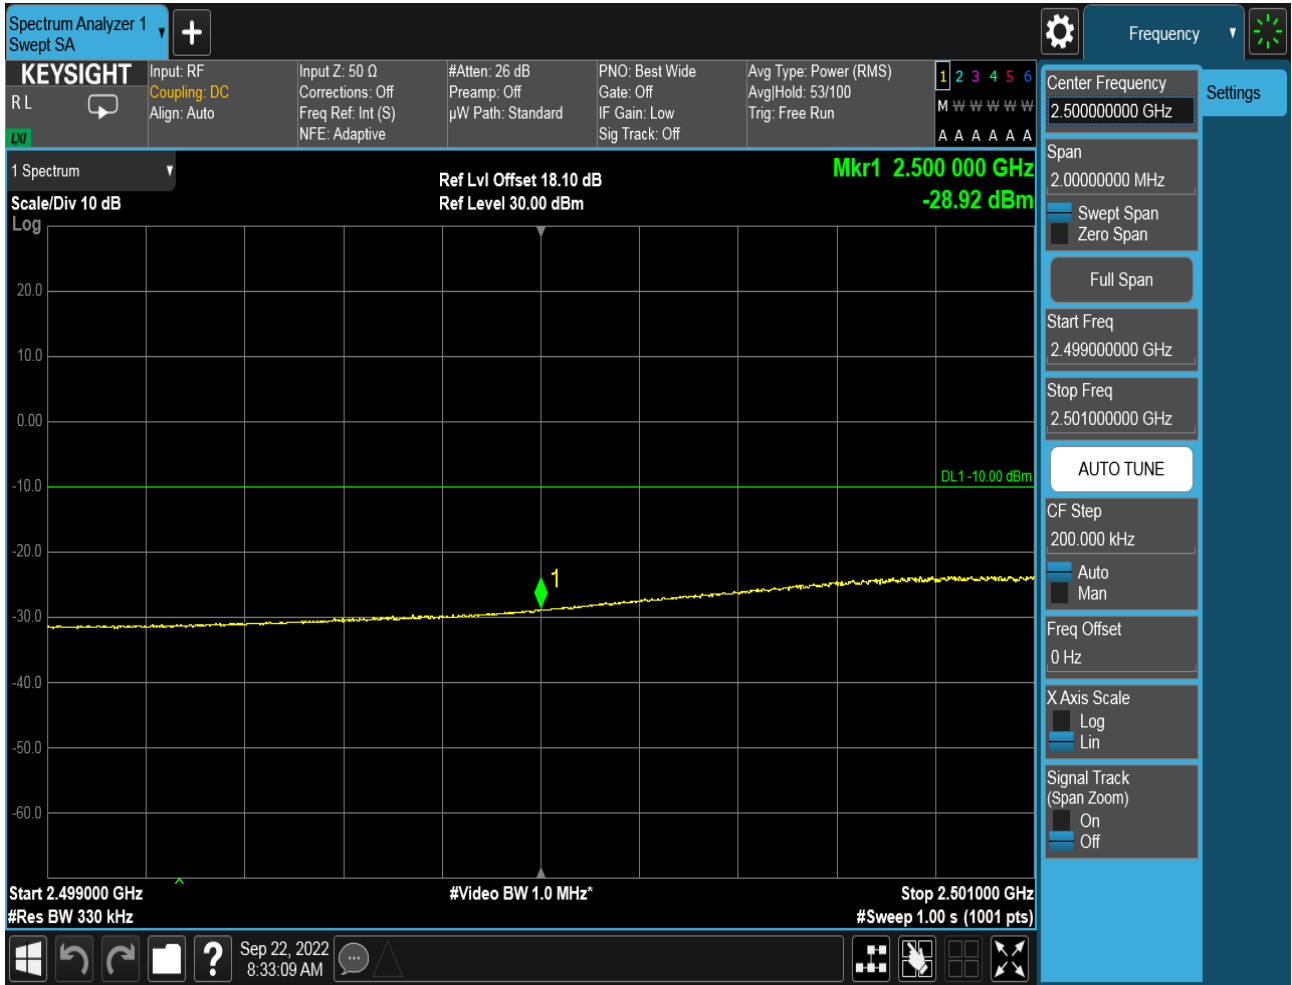 Spectrum Analyzer 1
Swept SA
Frequency
KEYSIGHT
R L
LXI
Input: RF
Coupling: DC
Align: Auto
Input Z: 50 Ω
Corrections: Off
Freq Ref: Int (S)
NFE: Adaptive
#Atten: 26 dB
Preamp: Off
µW Path: Standard
PNO: Best Wide
Gate: Off
IF Gain: Low
Sig Track: Off
Avg Type: Power (RMS)
Avg|Hold: 53/100
Trig: Free Run
1 2 3 4 5 6
M W W W W W
A A A A A A
1 Spectrum
Scale/Div 10 dB
Log
Ref Lvl Offset 18.10 dB
Ref Level 30.00 dBm
Mkr1 2.500 000 GHz
-28.92 dBm
20.0
10.0
0.00
-10.0
-20.0
-30.0
-40.0
-50.0
-60.0
DL1 -10.00 dBm
1
Start 2.499000 GHz
#Res BW 330 kHz
#Video BW 1.0 MHz*
Stop 2.501000 GHz
#Sweep 1.00 s (1001 pts)
Center Frequency
2.500000000 GHz
Span
2.00000000 MHz
Swept Span
Zero Span
Full Span
Start Freq
2.499000000 GHz
Stop Freq
2.501000000 GHz
AUTO TUNE
CF Step
200.000 kHz
Auto
Man
Freq Offset
0 Hz
X Axis Scale
Log
Lin
Signal Track
(Span Zoom)
On
Off
Settings
Sep 22, 2022
8:33:09 AM